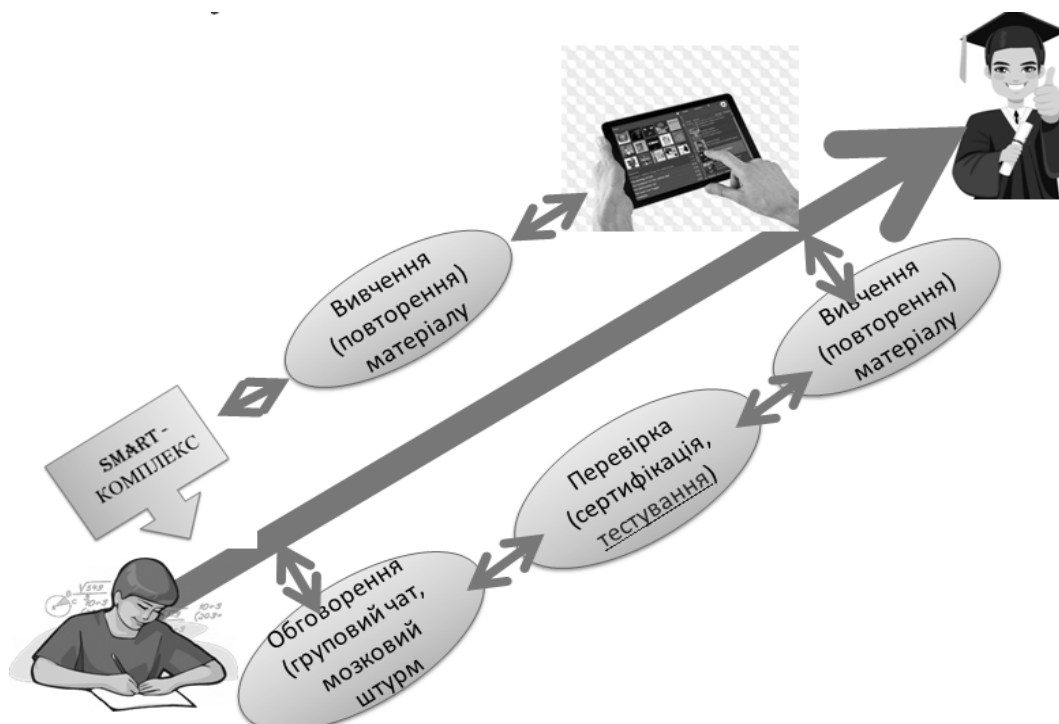 Вивчення
(повторення)
матеріалу
Вивчення
(повторення)
матеріалу
SMART -
КОМПЛЕКС
Перевірка
(сертифікація,
тестування)
Обговорення
(груповий чат,
мозковий
штурм